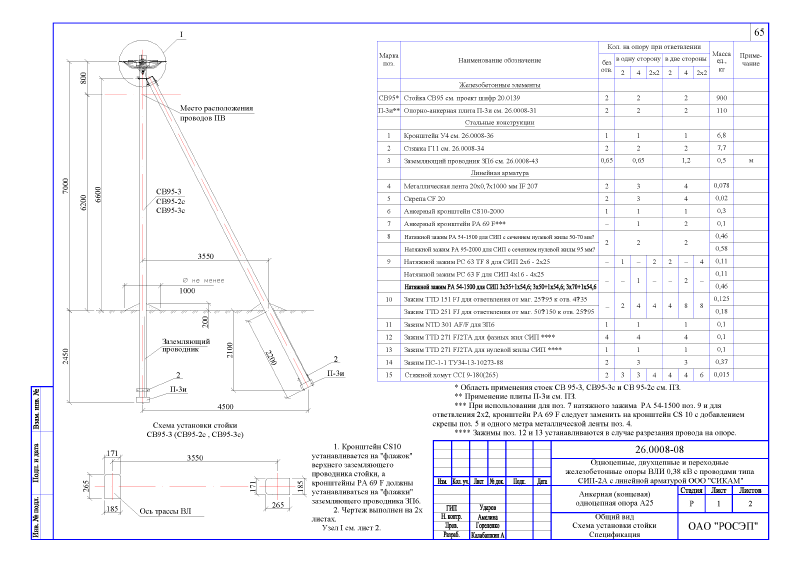 65
I
800
Место расположения
проводов ПВ
7000
6200
6600
СВ95-3
СВ95-2с
СВ95-3с
3550
Ø не менее
1000
200
Заземляющий
проводник
2450
2100
2200
2
П-3и
2
П-3и
4500
Схема установки стойки
СВ95-3 (СВ95-2с , СВ95-3с)
171
3550
265
185
Ось трассы ВЛ
171
185
265
1. Кронштейн CS10
устанавливается на "флажок"
верхнего заземляющего
проводника стойки, а
кронштейны PA 69 F должны
устанавливаться на "флажки"
заземляющего проводника ЗП6.
2. Чертеж выполнен на 2х
листах.
Узел I см. лист 2.
Марка поз. Наименование обозначение Кол. на опору при ответвлении Масса ед., кг Приме-чание
без отв. в одну сторону в две стороны
2 4 2х2 2 4 2х2
Железобетонные элементы
СВ95* Стойка СВ95 см. проект шифр 20.0139 2 2 2 900
П-3и** Опорно-анкерная плита П-3и см. 26.0008-31 2 2 2 110
Стальные конструкции
1 Кронштейн У4 см. 26.0008-36 1 1 1 6,8
2 Стяжка Г11 см. 26.0008-34 2 2 2 7,7
3 Заземляющий проводник ЗП6 см. 26.0008-43 0,65 0,65 1,2 0,5 м
Линейная арматура
4 Металлическая лента 20х0,7х1000 мм IF 207 2 3 4 0,078
5 Скрепа CF 20 2 3 4 0,02
6 Анкерный кронштейн CS10-2000 1 1 1 0,3
7 Анкерный кронштейн PA 69 F*** – 1 2 0,1
8 Натяжной зажим PA 54-1500 для СИП с сечением нулевой жилы 50-70 мм? 2 2 2 0,46
Натяжной зажим PA 95-2000 для СИП с сечением нулевой жилы 95 мм? 0,58
9 Натяжной зажим PC 63 TF 8 для СИП 2х6 - 2х25 – 1 – 2 2 – 4 0,11
Натяжной зажим PC 63 F для СИП 4х16 - 4х25 – – 1 – – 2 – 0,11
Натяжной зажим PA 54-1500 для СИП 3х35+1х54,6; 3х50+1х54,6; 3х70+1х54,6 0,46
10 Зажим TTD 151 FJ для ответвления от маг. 25?95 к отв. 4?35 – 2 4 4 4 8 8 0,125
Зажим TTD 251 FJ для ответвления от маг. 50?150 к отв. 25?95 0,18
11 Зажим NTD 301 AF/F для ЗП6 1 1 1 0,1
12 Зажим TTD 271 FJ2TA для фазных жил СИП **** 4 4 4 0,1
13 Зажим TTD 271 FJ2TA для нулевой жилы СИП **** 1 1 1 0,1
14 Зажим ПС-1-1 ТУ34-13-10273-88 2 2 3 0,37
15 Стяжной хомут CCI 9-180(265) 2 3 3 4 4 4 6 0,015
* Область применения стоек СВ 95-3, СВ95-3с и СВ 95-2с см. ПЗ.
** Применение плиты П-3и см. ПЗ.
*** При использовании для поз. 7 натяжного зажима PA 54-1500 поз. 9 и для
ответвления 2х2, кронштейн PA 69 F следует заменить на кронштейн CS 10 с добавлением
скрепы поз. 5 и одного метра металлической ленты поз. 4.
**** Зажимы поз. 12 и 13 устанавливаются в случае разрезания провода на опоре.
26.0008-08
Одноцепные, двухцепные и переходные
железобетонные опоры ВЛИ 0,38 кВ с проводами типа
СИП-2А с линейной арматурой ООО "СИКАМ"
Изм. Кол. уч. Лист № док. Подп. Дата
Анкерная (концевая)
одноцепная опора А25
Стадия Лист Листов
Р 1 2
ГИП Ударов
Н. контр. Амелина
Пров. Гореленко
Разраб. Калабашкин А
Общий вид
Схема установки стойки
Спецификация
ОАО "РОСЭП"
Взам. инв. №
Подп. и дата
Инв. № подл.